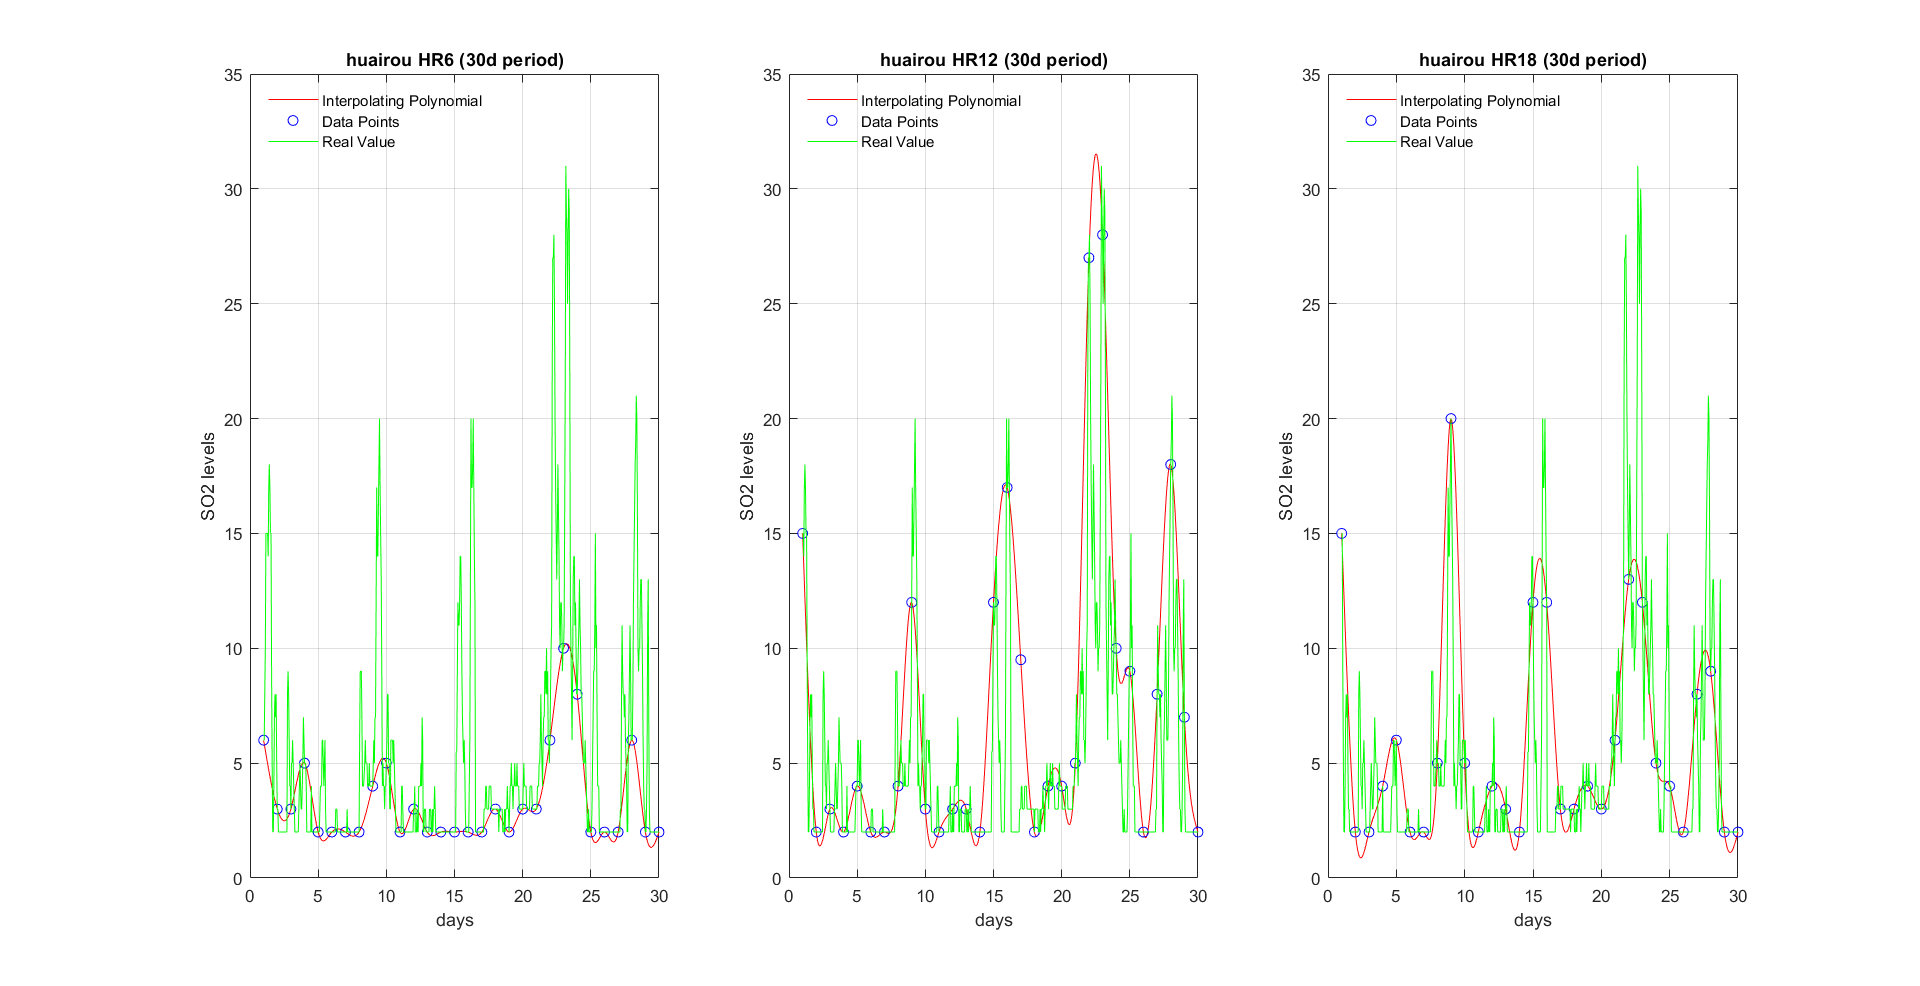 huairou HR6 (30d period)
Interpolating Polynomial
Data Points
Real Value
35
30
25
20
15
10
5
0
SO2 levels
0 5 10 15 20 25 30
days
huairou HR12 (30d period)
Interpolating Polynomial
Data Points
Real Value
35
30
25
20
15
10
5
0
SO2 levels
0 5 10 15 20 25 30
days
huairou HR18 (30d period)
Interpolating Polynomial
Data Points
Real Value
35
30
25
20
15
10
5
0
SO2 levels
0 5 10 15 20 25 30
days